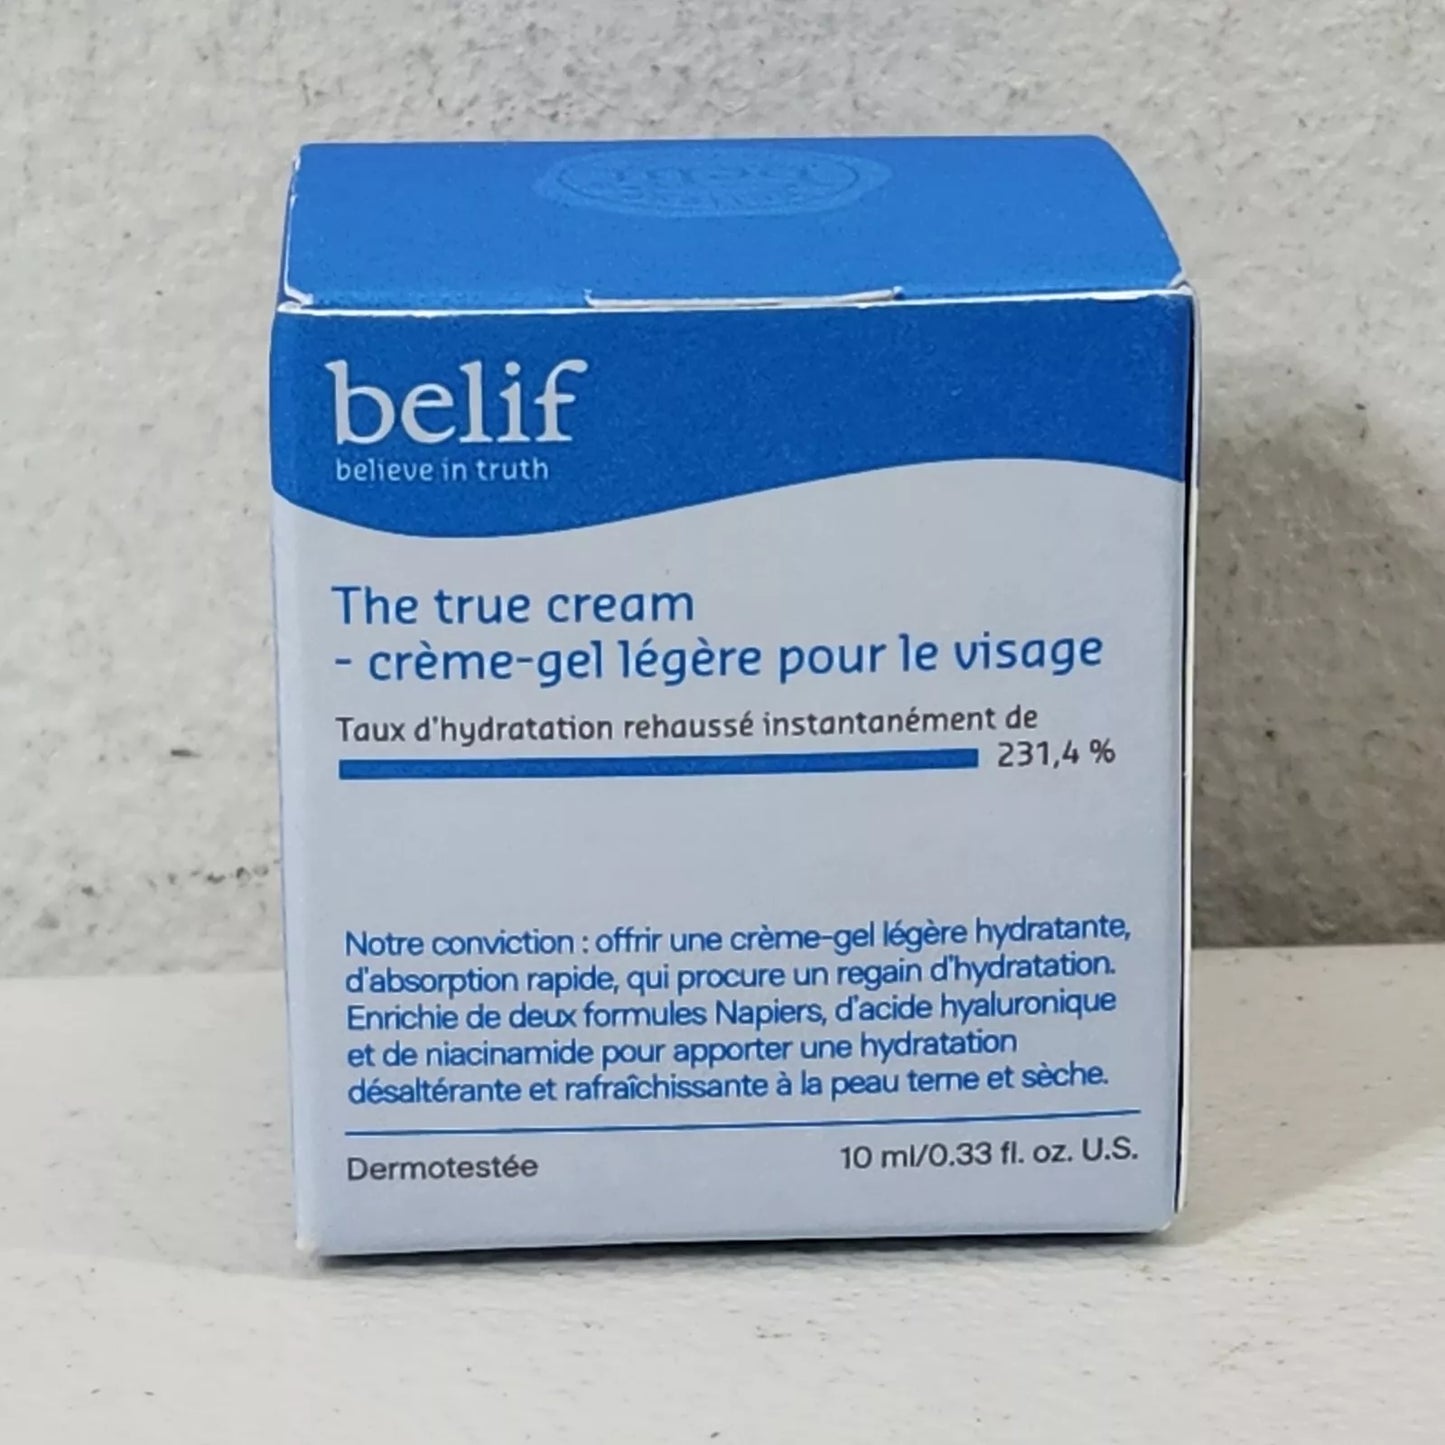 belif
believe in truth
The true cream
- crème-gel légère pour le visage
Taux d'hydratation rehaussé instantanément de
231,4 %
Notre conviction : offrir une crème-gel légère hydratante,
d'absorption rapide, qui procure un regain d'hydratation.
Enrichie de deux formules Napiers, d'acide hyaluronique
et de niacinamide pour apporter une hydratation
désaltérante et rafraîchissante à la peau terne et sèche.
Dermotestée
10 ml/0.33 fl. oz. U.S.